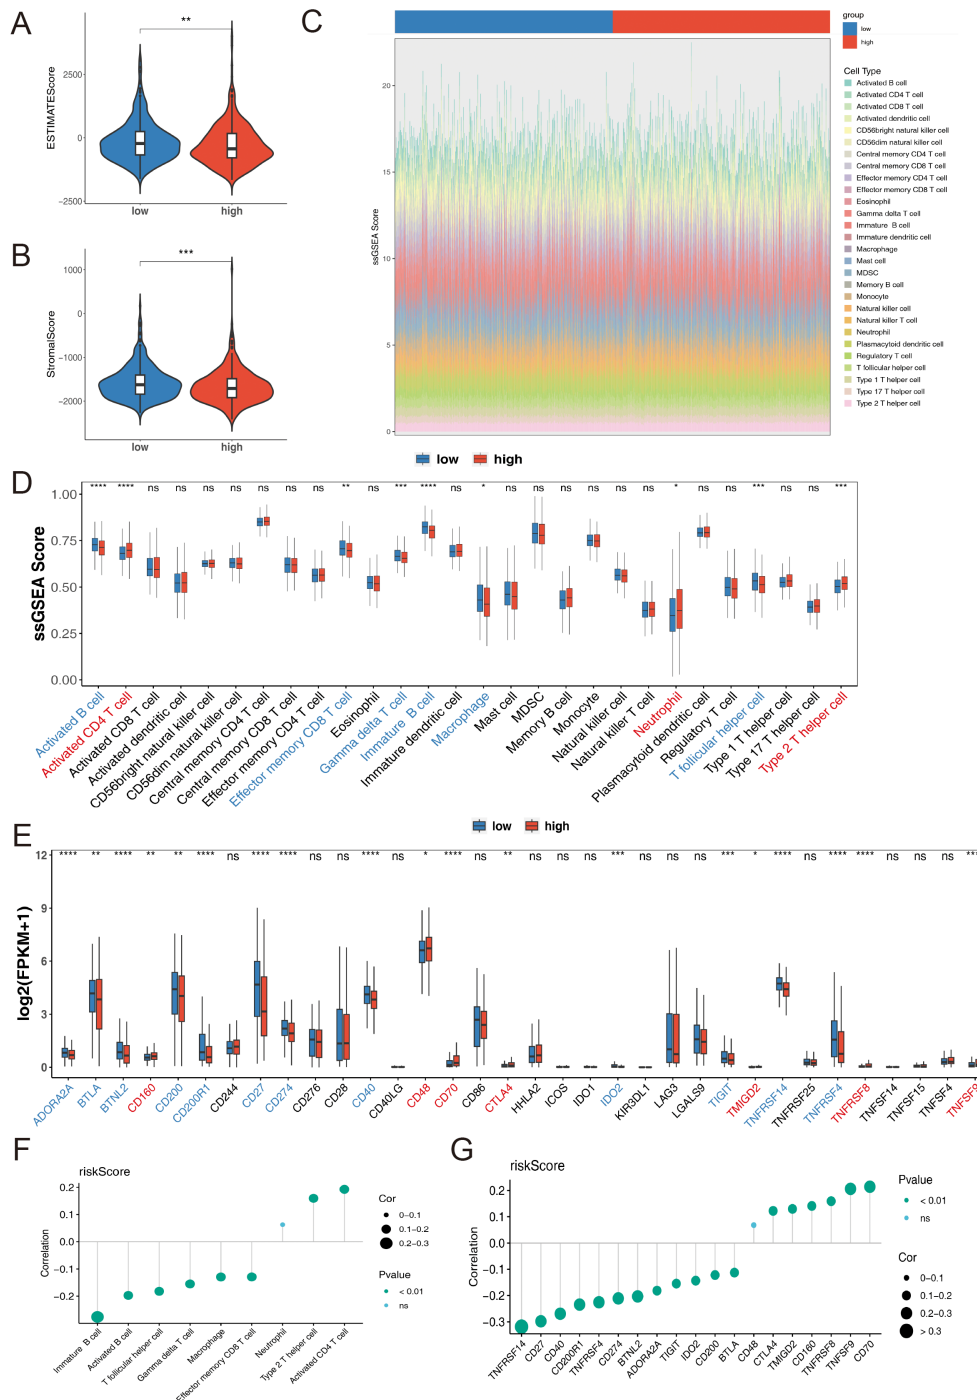 A
**
ESTIMATEScore
2500
0
−2500
low
high
B
***
StromalScore
1000
0
−1000
−2000
low
high
C
ssGSEA Score
20
15
10
5
0
group
low
high
Cell Type
Activated B cell
Activated CD4 T cell
Activated CD8 T cell
Activated dendritic cell
CD56bright natural killer cell
CD56dim natural killer cell
Central memory CD4 T cell
Central memory CD8 T cell
Effector memory CD4 T cell
Effector memory CD8 T cell
Eosinophil
Gamma delta T cell
Immature B cell
Immature dendritic cell
Macrophage
Mast cell
MDSC
Memory B cell
Monocyte
Natural killer cell
Natural killer T cell
Neutrophil
Plasmacytoid dendritic cell
Regulatory T cell
T follicular helper cell
Type 1 T helper cell
Type 17 T helper cell
Type 2 T helper cell
D
low high
ssGSEA Score
1.00
0.75
0.50
0.25
0.00
**** **** ns ns ns ns ns ns ns ** ns *** **** ns * ns ns ns ns ns ns * ns ns *** ns ns ***
Activated B cell
Activated CD4 T cell
Activated CD8 T cell
Activated dendritic cell
CD56bright natural killer cell
CD56dim natural killer cell
Central memory CD4 T cell
Central memory CD8 T cell
Effector memory CD4 T cell
Effector memory CD8 T cell
Eosinophil
Gamma delta T cell
Immature B cell
Immature dendritic cell
Macrophage
Mast cell
MDSC
Memory B cell
Monocyte
Natural killer cell
Natural killer T cell
Neutrophil
Plasmacytoid dendritic cell
Regulatory T cell
T follicular helper cell
Type 1 T helper cell
Type 17 T helper cell
Type 2 T helper cell
E
low high
log2(FPKM+1)
12
9
6
3
0
**** ** **** ** ** **** ns **** **** ns ns **** ns * **** ns ** ns ns ns *** ns ns ns *** * **** ns **** **** ns ns ns ***
ADORA2A
BTLA
BTNL2
CD160
CD200
CD200R1
CD244
CD27
CD274
CD276
CD28
CD40
CD40LG
CD48
CD70
CD86
CTLA4
HHLA2
ICOS
IDO1
IDO2
KIR3DL1
LAG3
LGALS9
TIGIT
TMIGD2
TNFRSF14
TNFRSF25
TNFRSF4
TNFRSF8
TNFSF14
TNFSF15
TNFSF4
TNFSF9
F
riskScore
Correlation
0.2
0.1
0.0
−0.1
−0.2
Immature B cell
Activated B cell
T follicular helper cell
Gamma delta T cell
Macrophage
Effector memory CD8 T cell
Neutrophil
Type 2 T helper cell
Activated CD4 T cell
Cor
0−0.1
0.1−0.2
0.2−0.3
Pvalue
< 0.01
ns
G
riskScore
Correlation
0.2
0.1
0.0
−0.1
−0.2
−0.3
TNFRSF14
CD27
CD40
CD200R1
TNFRSF4
CD274
BTNL2
ADORA2A
TIGIT
IDO2
CD200
BTLA
CD48
CTLA4
TMIGD2
CD160
TNFRSF8
TNFSF9
CD70
Pvalue
< 0.01
ns
Cor
0−0.1
0.1−0.2
0.2−0.3
> 0.3